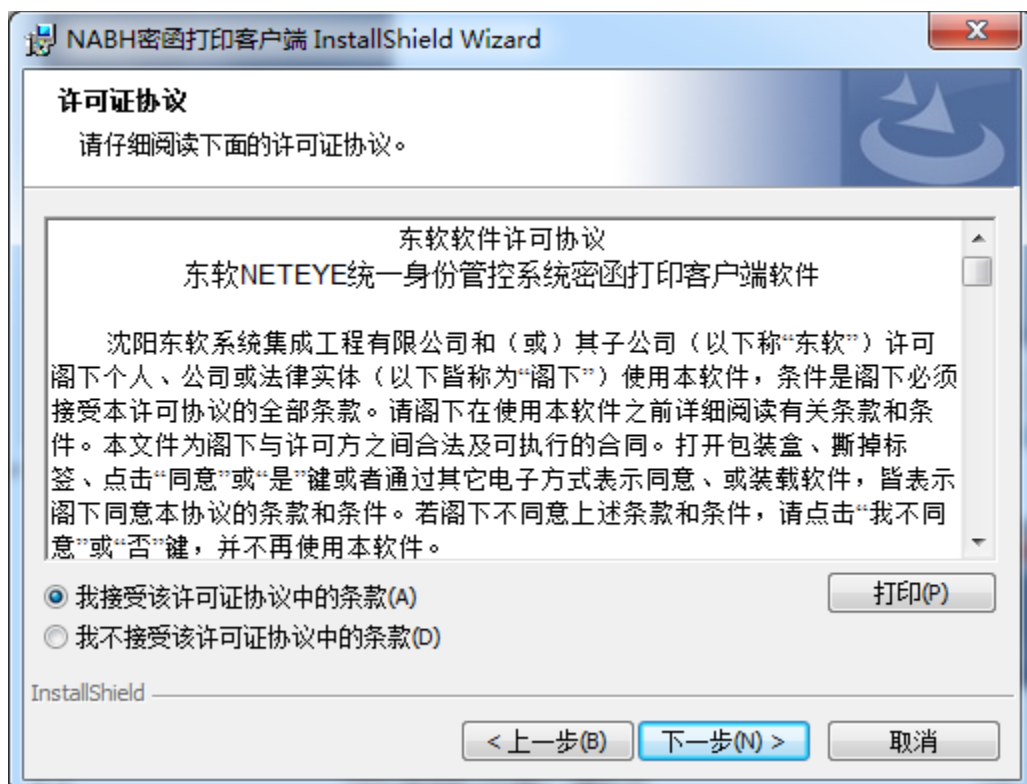 NABH密函打印客户端 InstallShield Wizard
许可证协议
请仔细阅读下面的许可证协议。
东软软件许可协议
东软NETEYE统一身份管控系统密函打印客户端软件
沈阳东软系统集成工程有限公司和（或）其子公司（以下称“东软”）许可
阁下个人、公司或法律实体（以下皆称为“阁下”）使用本软件，条件是阁下必须
接受本许可协议的全部条款。请阁下在使用本软件之前详细阅读有关条款和条
件。本文件为阁下与许可方之间合法及可执行的合同。打开包装盒、撕掉标
签、点击“同意”或“是”键或者通过其它电子方式表示同意、或装载软件，皆表示
阁下同意本协议的条款和条件。若阁下不同意上述条款和条件，请点击“我不同
意”或“否”键，并不再使用本软件。
我接受该许可证协议中的条款(A)
打印(P)
我不接受该许可证协议中的条款(D)
InstallShield
< 上一步(B)
下一步(N) >
取消